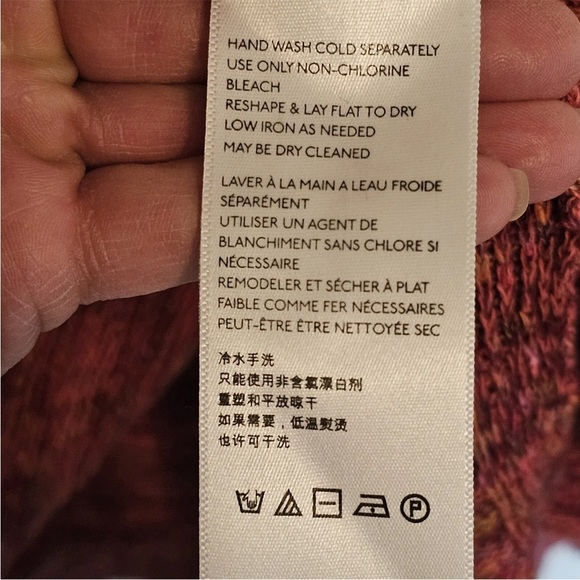 HAND WASH COLD SEPARATELY
USE ONLY NON-CHLORINE
BLEACH
RESHAPE & LAY FLAT TO DRY
LOW IRON AS NEEDED
MAY BE DRY CLEANED
LAVER À LA MAIN A LEAU FROIDE
SÉPARÉMENT
UTILISER UN AGENT DE
BLANCHIMENT SANS CHLORE SI
NÉCESSAIRE
REMODELER ET SÉCHER À PLAT
FAIBLE COMME FER NÉCESSAIRES
PEUT-ÊTRE ÊTRE NETTOYÉE SEC
冷水手洗
只能使用非含氯漂白剂
重塑和平放晾干
如果需要，低温熨烫
也许可干洗
P